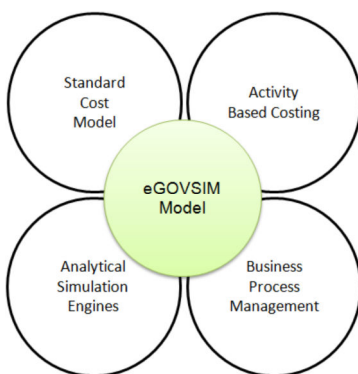 Standard
Cost
Model
Activity
Based Costing
eGOVSIM
Model
Analytical
Simulation
Engines
Business
Process
Management